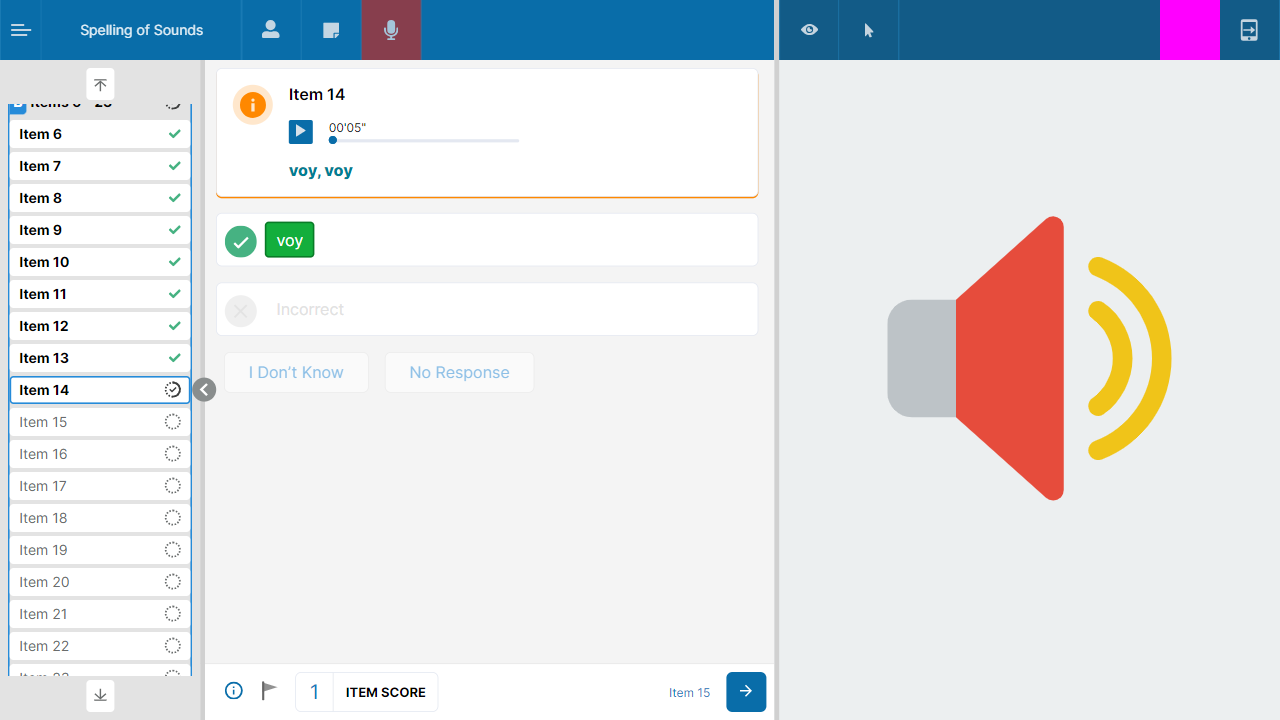 Spelling of Sounds
Item 6
Item 7
Item 8
Item 9
Item 10
Item 11
Item 12
Item 13
Item 14
Item 15
Item 16
Item 17
Item 18
Item 19
Item 20
Item 21
Item 22
Item 14
00'05"
voy, voy
voy
Incorrect
I Don't Know
No Response
1
ITEM SCORE
Item 15